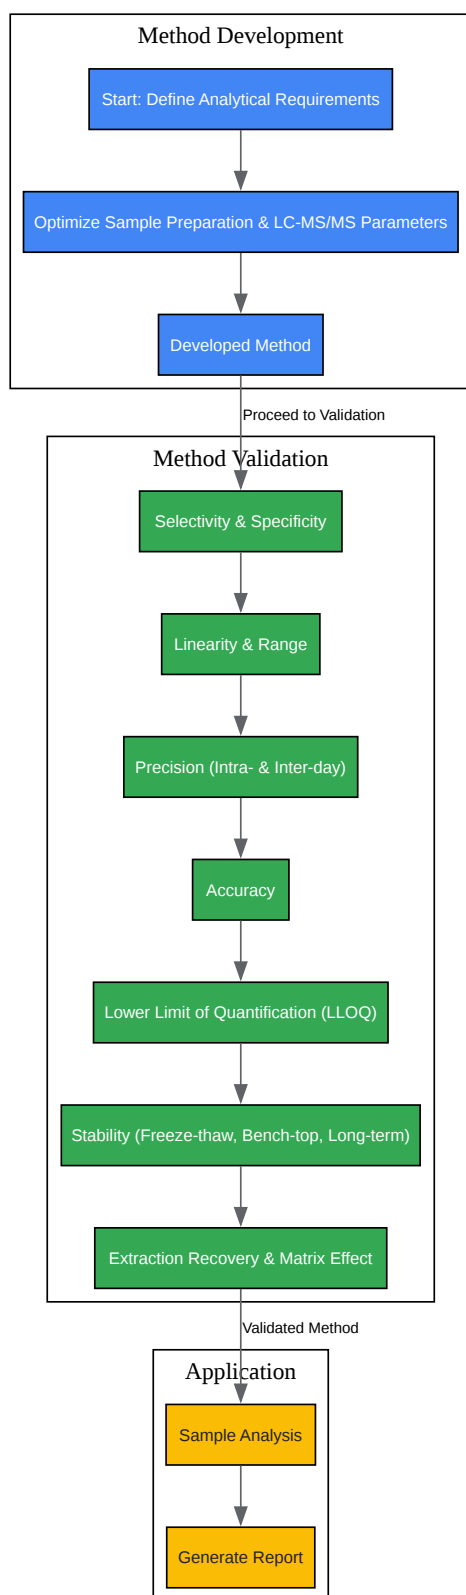 Method Development
Start: Define Analytical Requirements
Optimize Sample Preparation & LC-MS/MS Parameters
Developed Method
Proceed to Validation
Method Validation
Selectivity & Specificity
Linearity & Range
Precision (Intra- & Inter-day)
Accuracy
Lower Limit of Quantification (LLOQ)
Stability (Freeze-thaw, Bench-top, Long-term)
Extraction Recovery & Matrix Effect
Validated Method
Application
Sample Analysis
Generate Report